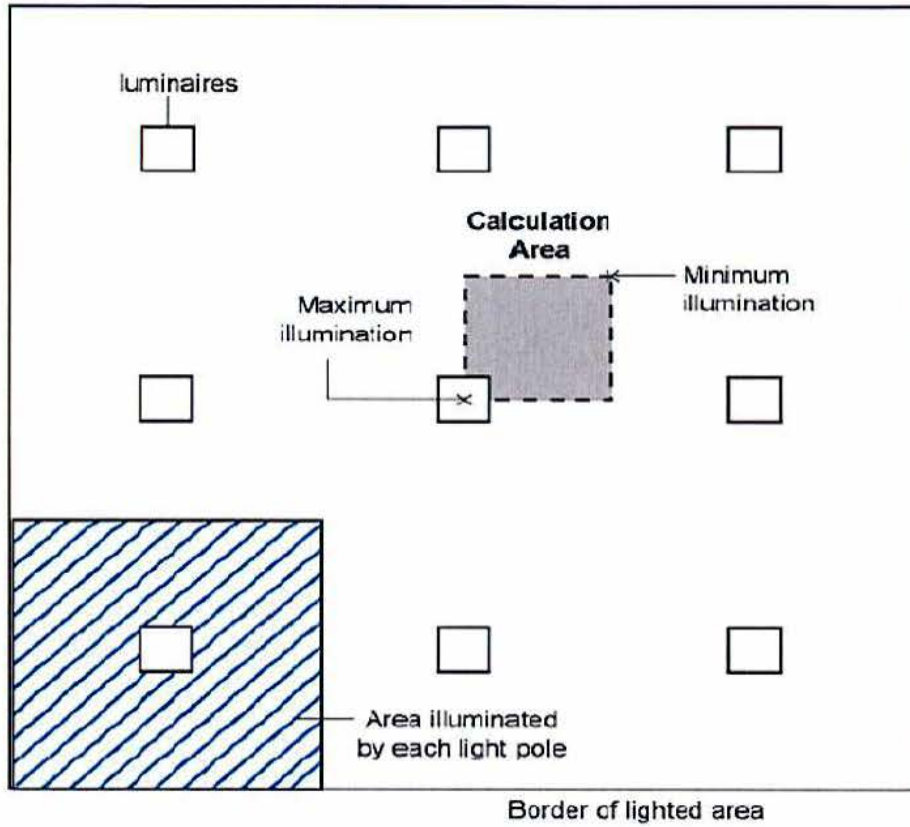 luminaires
Calculation
Area
Minimum
illumination
Maximum
illumination
Area illuminated
by each light pole
Border of lighted area